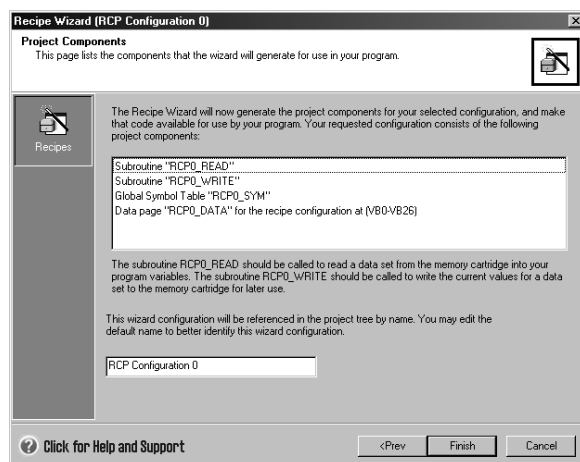 Recipe Wizard (RCP Configuration 0)
Project Components
This page lists the components that the wizard will generate for use in your program.
Recipes
The Recipe Wizard will now generate the project components for your selected configuration, and make
that code available for use by your program. Your requested configuration consists of the following
project components:
Subroutine "RCP0_READ"
Subroutine "RCP0_WRITE"
Global Symbol Table "RCP0_SYM"
Data page "RCP0_DATA" for the recipe configuration at (VB0-VB26)
The subroutine RCP0_READ should be called to read a data set from the memory cartridge into your
program variables. The subroutine RCP0_WRITE should be called to write the current values for a data
set to the memory cartridge for later use.
This wizard configuration will be referenced in the project tree by name. You may edit the
default name to better identify this wizard configuration.
RCP Configuration 0
Click for Help and Support
<Prev
Finish
Cancel